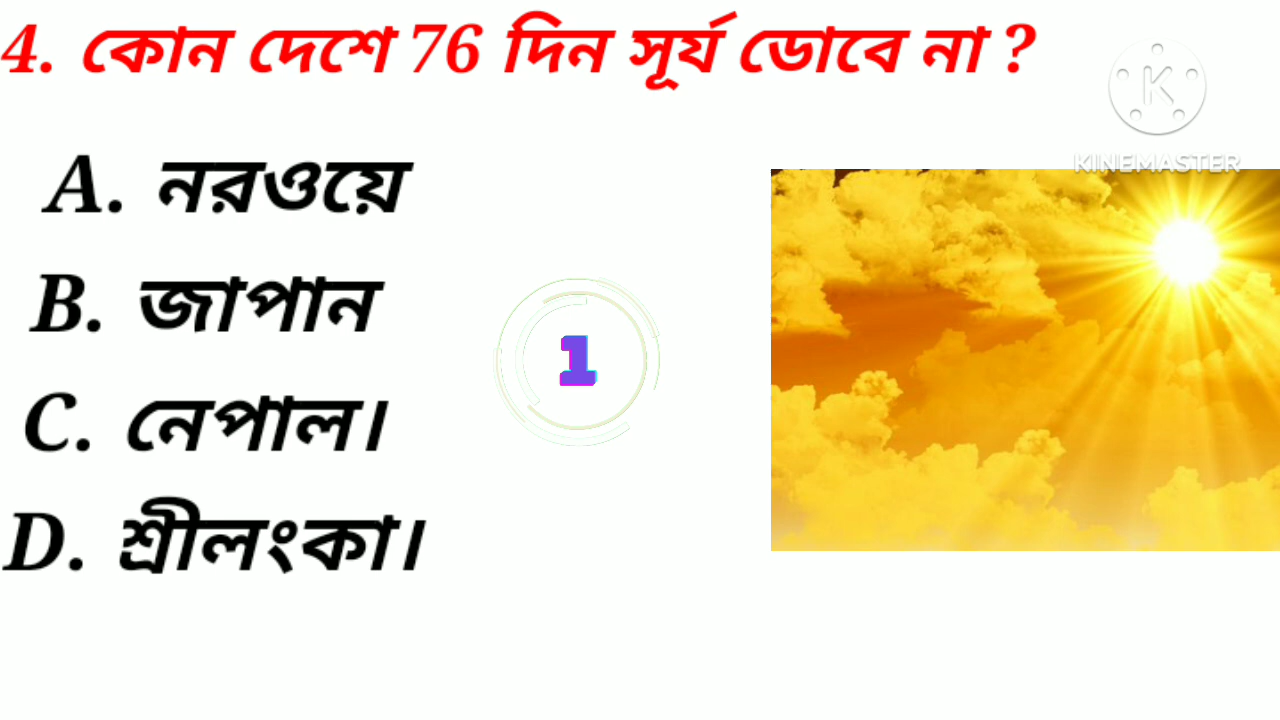 4. কোন দেশে 76 দিন সূর্য ডোবে না ?
K
KINEMASTER
A. নরওয়ে
B. জাপান
1
C. নেপাল।
D. শ্রীলংকা।